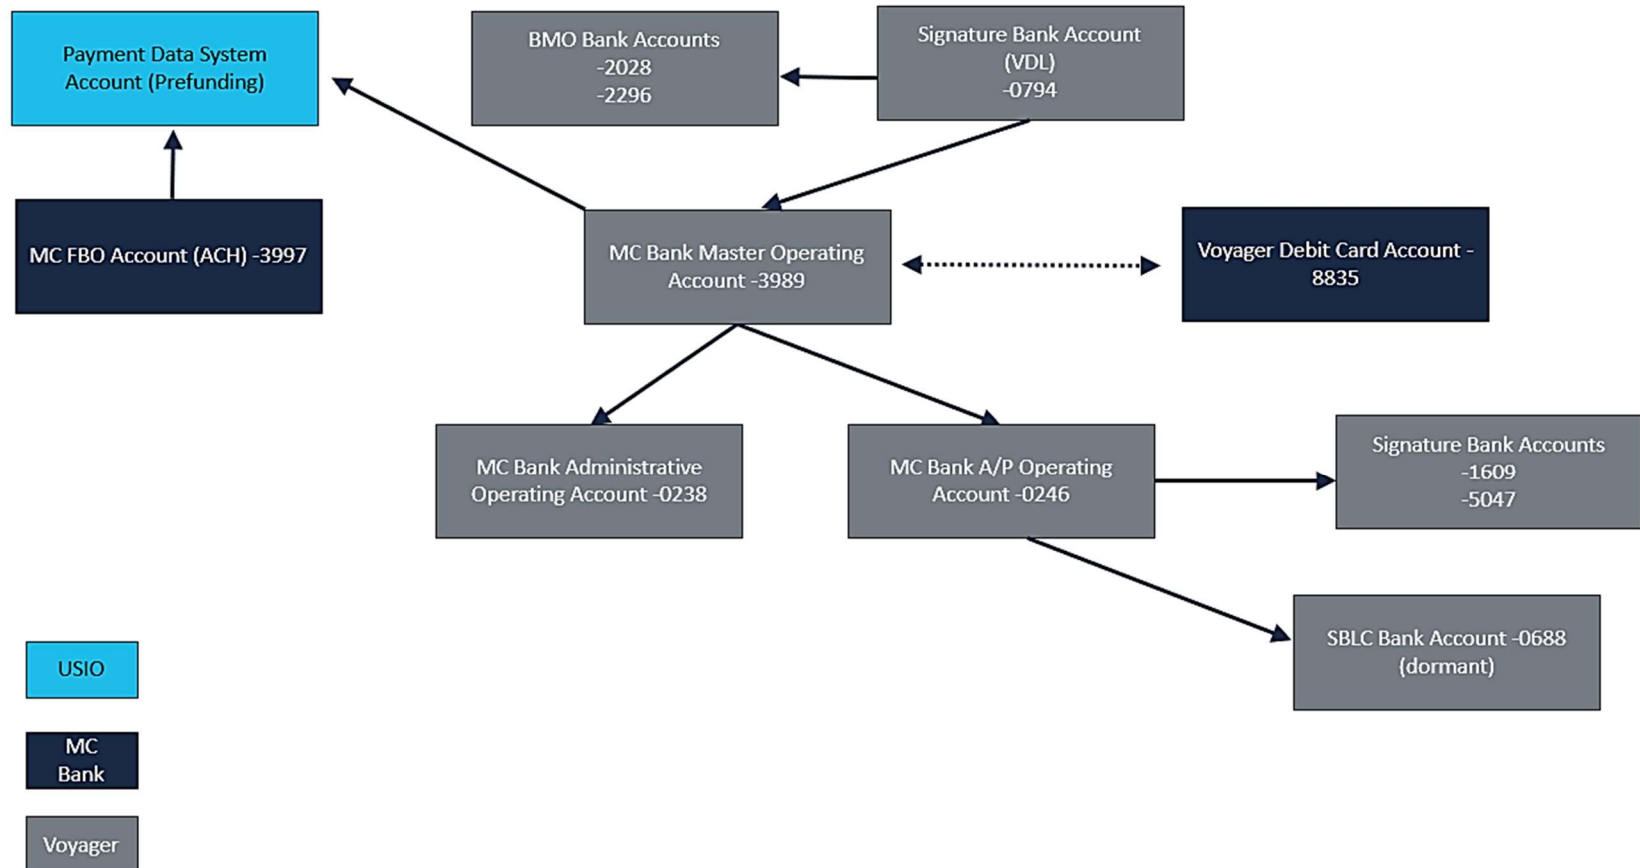 Payment Data System
Account (Prefunding)
BMO Bank Accounts
-2028
-2296
Signature Bank Account
(VDL)
-0794
MC FBO Account (ACH) -3997
MC Bank Master Operating
Account -3989
Voyager Debit Card Account -
8835
MC Bank Administrative
Operating Account -0238
MC Bank A/P Operating
Account -0246
Signature Bank Accounts
-1609
-5047
SBLC Bank Account -0688
(dormant)
USIO
MC
Bank
Voyager